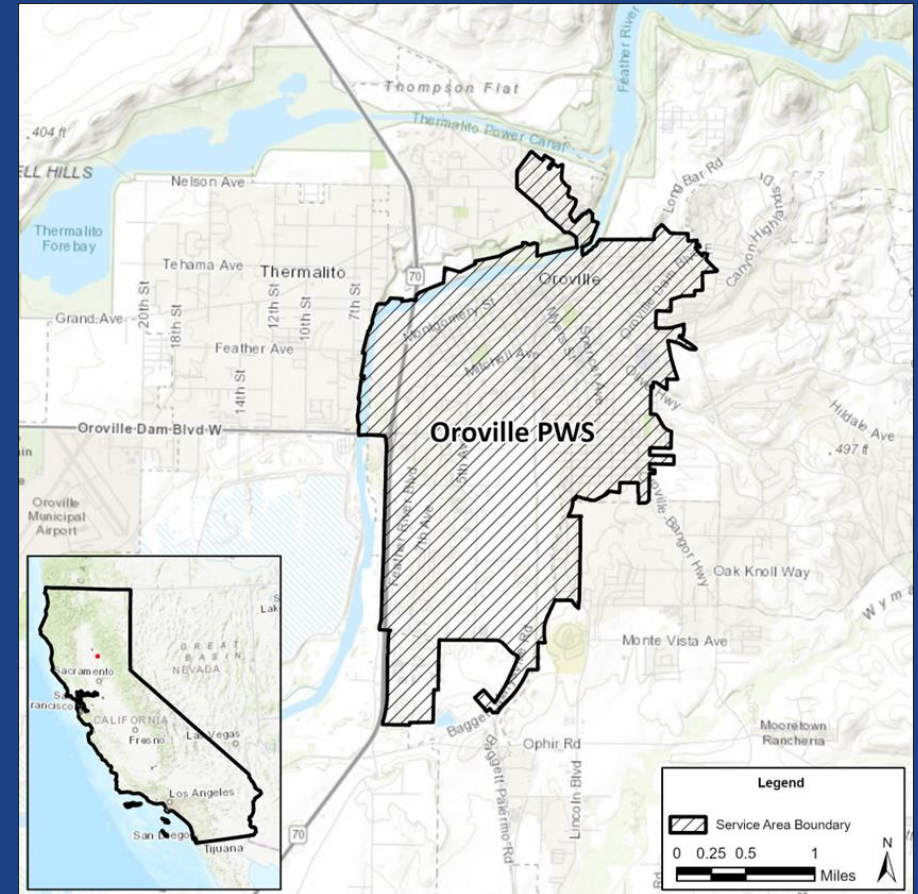 Feather River
Thompson Flat
Thermalito Power Canal
404 ft
ELL HILLS
Nelson Ave
Long Bar Rd
Canyon Highlands Dr
Thermalito
Forebay
Tehama Ave
Thermalito
70
Oroville
Oroville Dam Blvd E
20th St
18th St
12th St
10th St
7th St
Grand Ave
Montgomery St
Myers St
Spencer Ave
Feather Ave
Mitchell Ave
14th St
Olive Hwy
Hildale Ave
Oroville Dam Blvd W
Oroville PWS
497 ft
5th Ave
Oroville
Municipal
Airport
Feather River Blvd
7th Ave
Oroville-Bangor Hwy
Oak Knoll Way
Monte Vista Ave
Mooretown
Rancheria
Ophir Rd
Baggett Palermo Rd
Lincoln Blvd
70
GREAT
BASIN
NEVADA
Sacramento
CALIFORNIA
Fresno
Las Vegas
Los Angeles
San Diego
Tijuana
Legend
Service Area Boundary
N
0 0.25 0.5 1
Miles